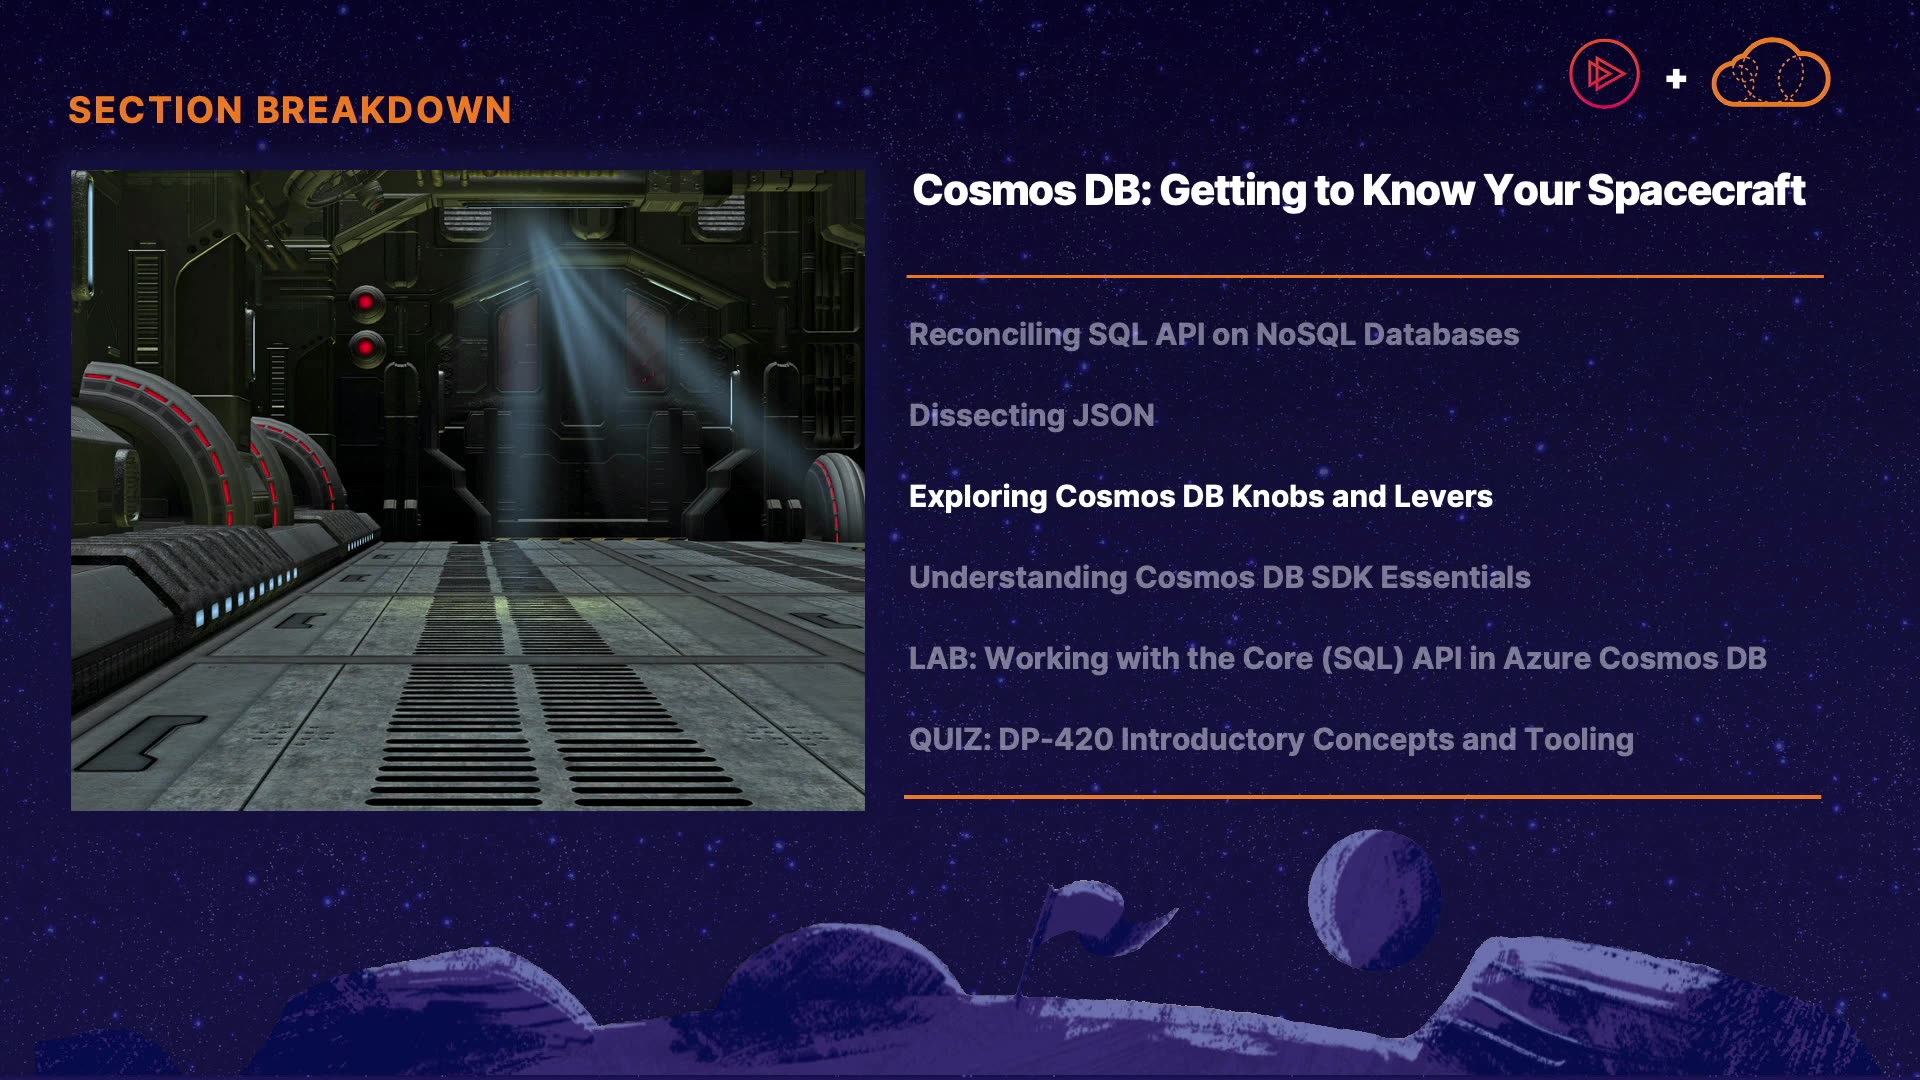 SECTION BREAKDOWN
+
Cosmos DB: Getting to Know Your Spacecraft
Reconciling SQL API on NoSQL Databases
Dissecting JSON
Exploring Cosmos DB Knobs and Levers
Understanding Cosmos DB SDK Essentials
LAB: Working with the Core (SQL) API in Azure Cosmos DB
QUIZ: DP-420 Introductory Concepts and Tooling